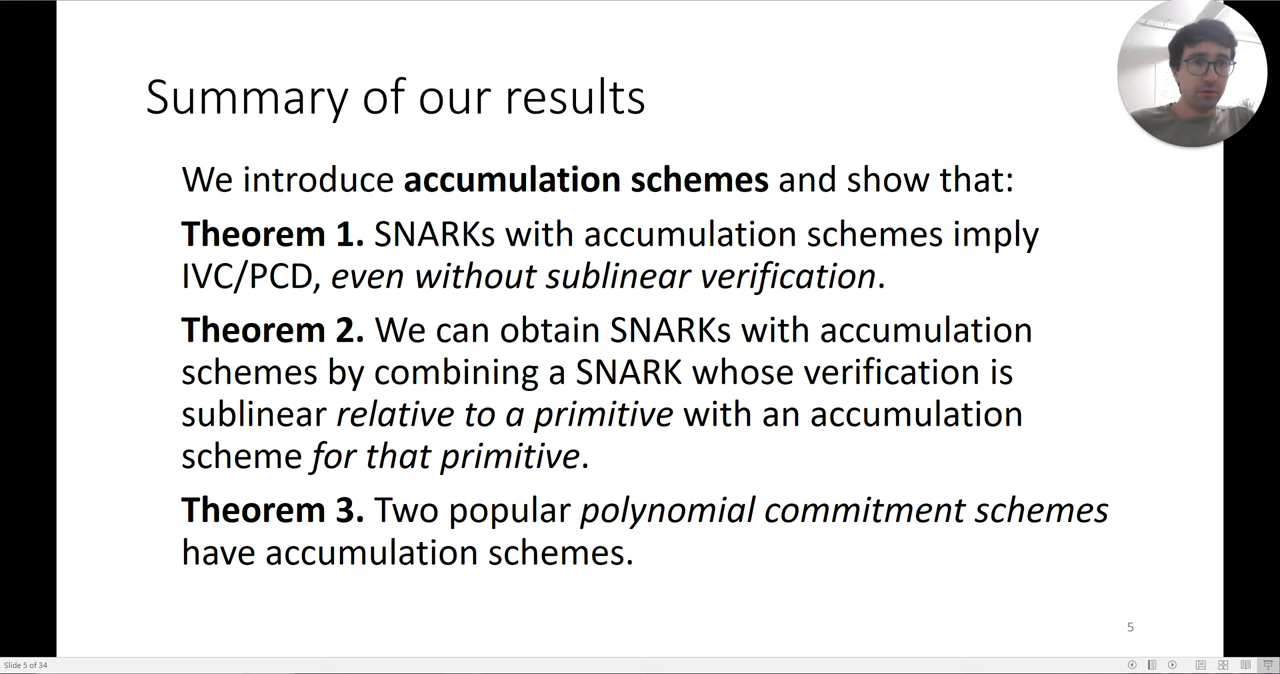 Summary of our results
We introduce accumulation schemes and show that:
Theorem 1. SNARKs with accumulation schemes imply
IVC/PCD, even without sublinear verification.
Theorem 2. We can obtain SNARKs with accumulation
schemes by combining a SNARK whose verification is
sublinear relative to a primitive with an accumulation
scheme for that primitive.
Theorem 3. Two popular polynomial commitment schemes
have accumulation schemes.
5
Slide 5 of 34